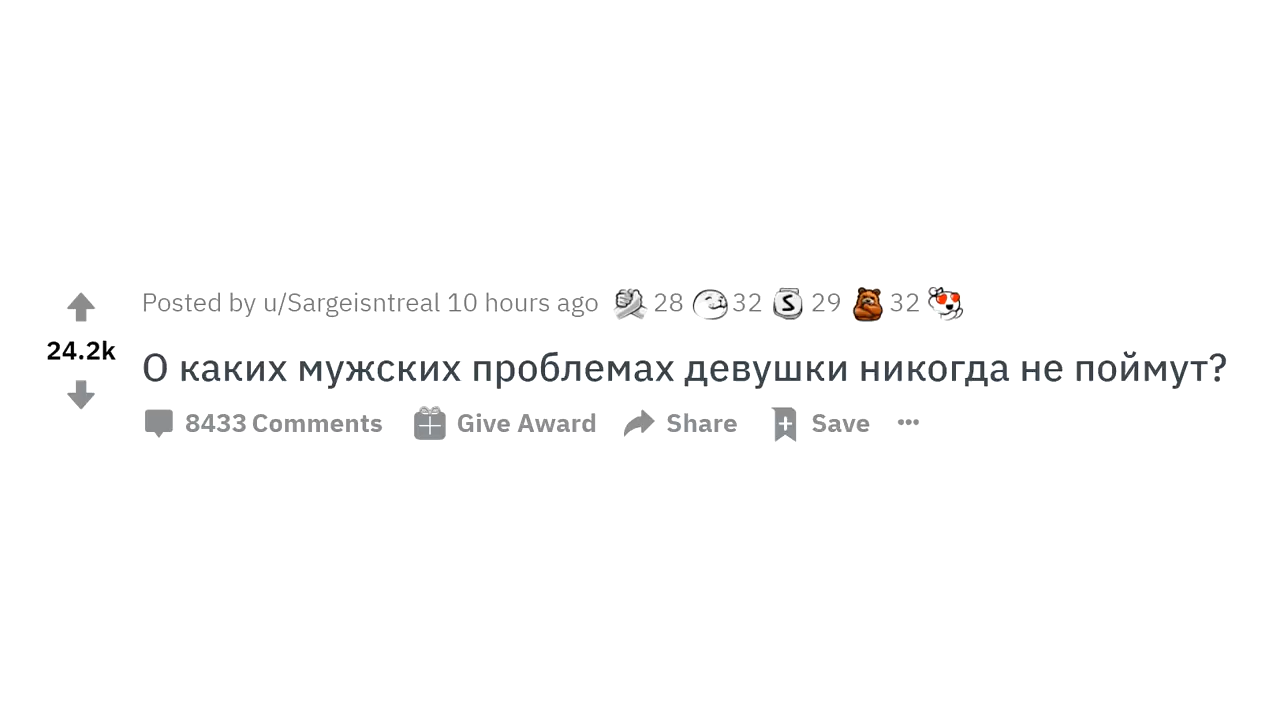 Posted by u/Sargeisntreal 10 hours ago 28 32 S 29 32
24.2k
О каких мужских проблемах девушки никогда не поймут?
8433 Comments Give Award Share Save ...